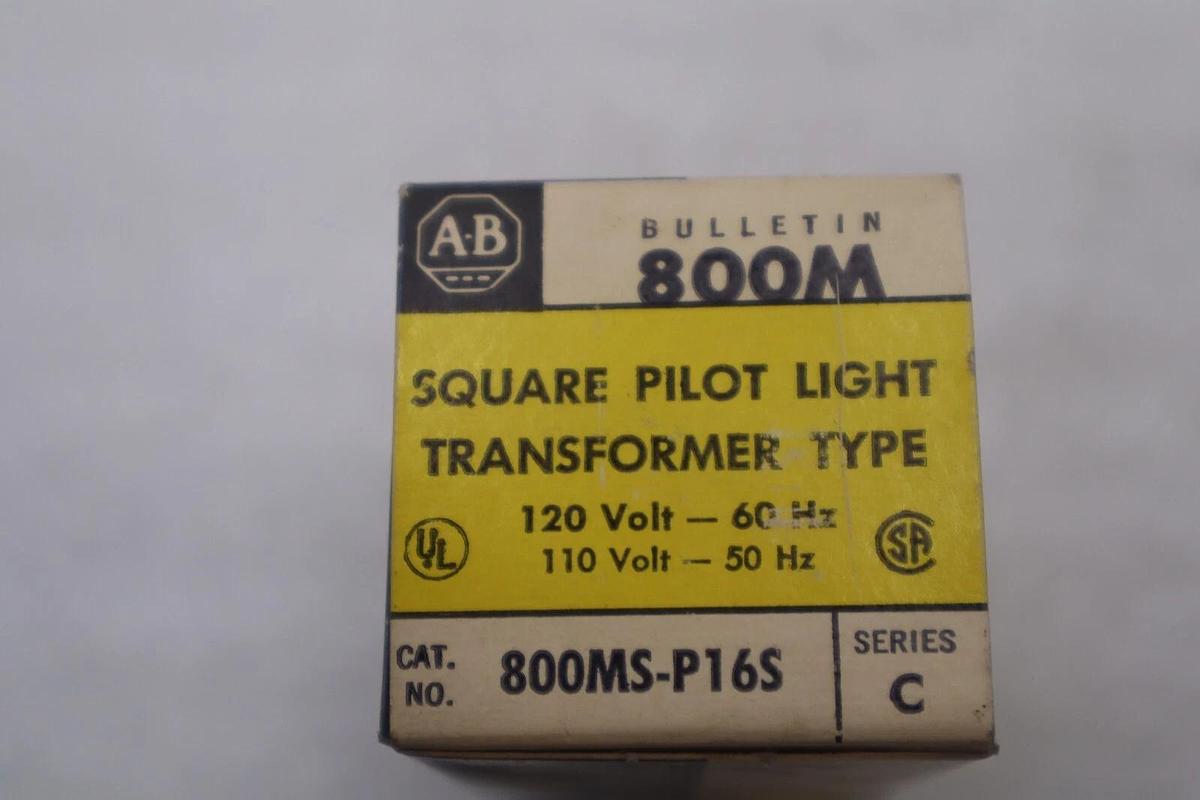 A-B
BULLETIN
800M
SQUARE PILOT LIGHT
TRANSFORMER TYPE
120 Volt — 60 Hz
110 Volt — 50 Hz
UL
SA
CAT.
NO.
800MS-P16S
SERIES
C